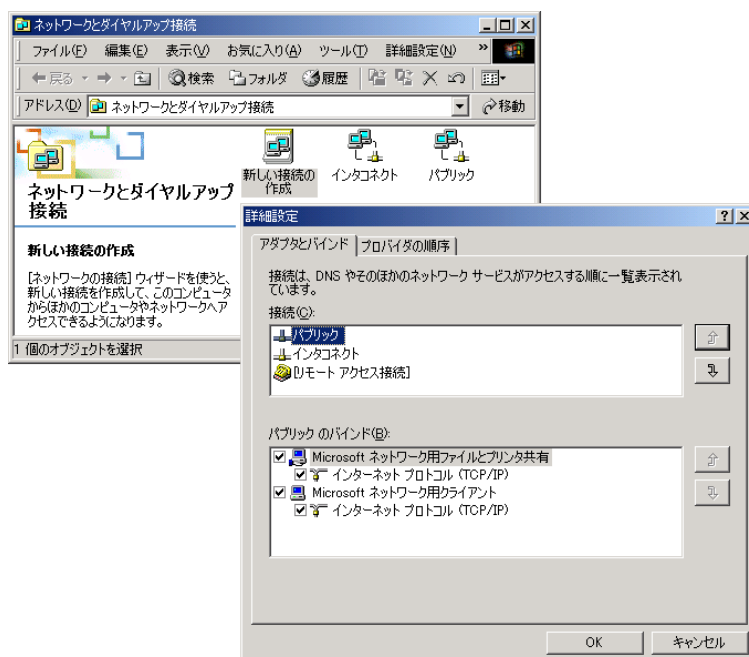 ネットワークとダイヤルアップ接続
ファイル(F) 編集(E) 表示(V) お気に入り(A) ツール(T) 詳細設定(N) »
戻る 検索 フォルダ 履歴
アドレス(D) ネットワークとダイヤルアップ接続 移動
ネットワークとダイヤルアップ
接続
新しい接続の作成
[ネットワークの接続] ウィザードを使うと、
新しい接続を作成して、このコンピュータ
からほかのコンピュータやネットワークへア
クセスできるようになります。
新しい接続の
作成
インタコネクト
パブリック
1 個のオブジェクトを選択
詳細設定
アダプタとバインド プロバイダの順序
接続は、DNS やそのほかのネットワーク サービスがアクセスする順に一覧表示され
ています。
接続(C):
パブリック
インタコネクト
[リモート アクセス接続]
パブリック のバインド(B):
Microsoft ネットワーク用ファイルとプリンタ共有
インターネット プロトコル (TCP/IP)
Microsoft ネットワーク用クライアント
インターネット プロトコル (TCP/IP)
OK キャンセル